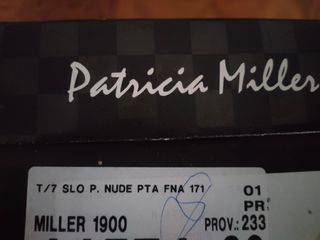 Patricia Miller
T/7 SLO P. NUDE PTA FNA 171 01
PR:
MILLER 1900 PROV.: 233